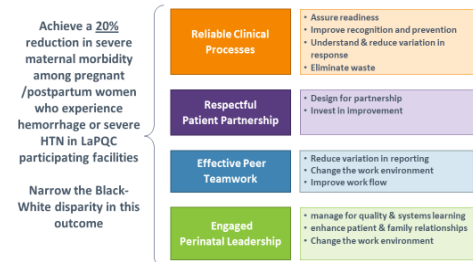 Achieve a 20%
reduction in severe
maternal morbidity
among pregnant
/postpartum women
who experience
hemorrhage or severe
HTN in LaPQC
participating facilities
Narrow the Black-
White disparity in this
outcome
Reliable Clinical
Processes
• Assure readiness
• Improve recognition and prevention
• Understand & reduce variation in
response
• Eliminate waste
Respectful
Patient Partnership
• Design for partnership
• Invest in improvement
Effective Peer
Teamwork
• Reduce variation in reporting
• Change the work environment
• Improve work flow
Engaged
Perinatal Leadership
• manage for quality & systems learning
• enhance patient & family relationships
• Change the work environment